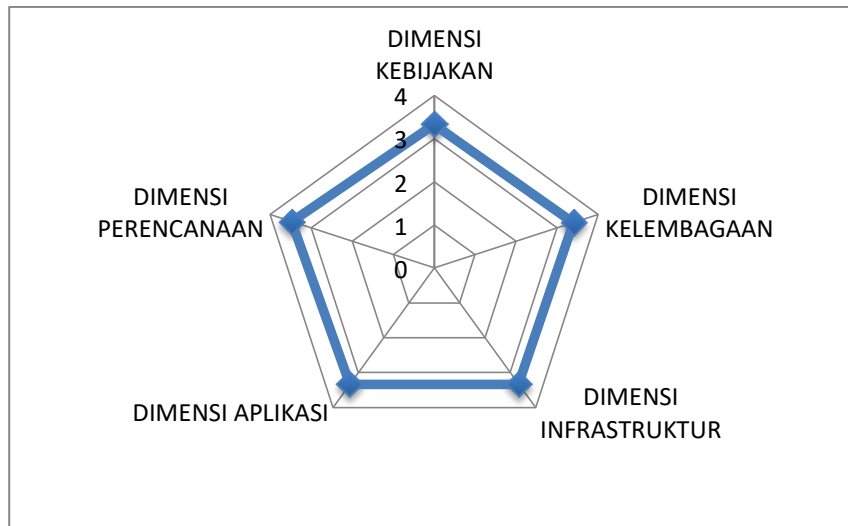 DIMENSI
KEBIJAKAN
4
3
2
1
0
DIMENSI
KELEMBAGAAN
DIMENSI
INFRASTRUKTUR
DIMENSI APLIKASI
DIMENSI
PERENCANAAN